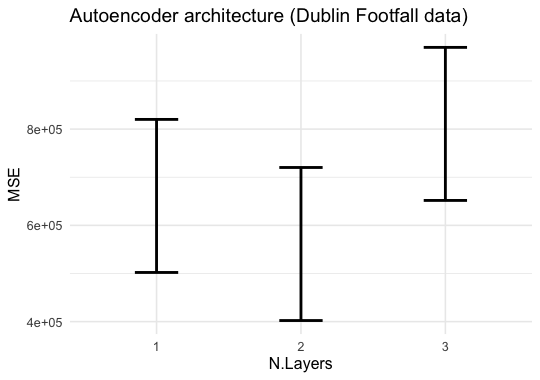 Autoencoder architecture (Dublin Footfall data)
8e+05
6e+05
4e+05
MSE
1 2 3
N.Layers